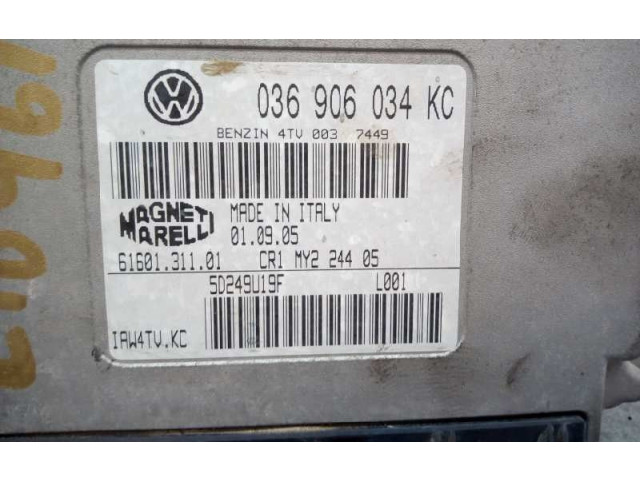 VW 036 906 034 KC
BENZIN 4TV 003 7449
MAGNETI MARELLI
MADE IN ITALY
01.09.05
61601.311.01 CR1 MY2 244 05
5D249U19F L001
IAW4TV.KC